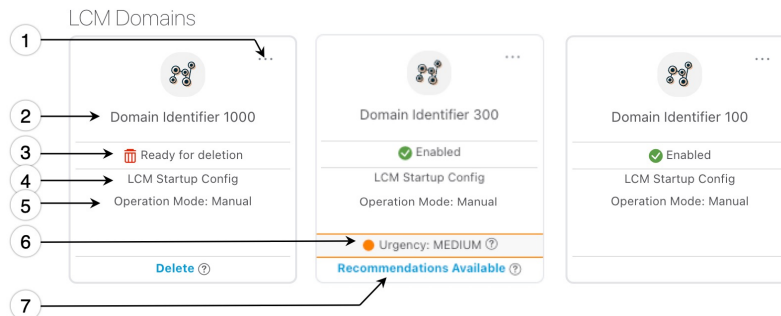 LCM Domains
1
...
...
...
2
Domain Identifier 1000
Domain Identifier 300
Domain Identifier 100
3
Ready for deletion
Enabled
Enabled
4
LCM Startup Config
LCM Startup Config
LCM Startup Config
5
Operation Mode: Manual
Operation Mode: Manual
Operation Mode: Manual
6
Urgency: MEDIUM ?
Delete ?
Recommendations Available ?
7